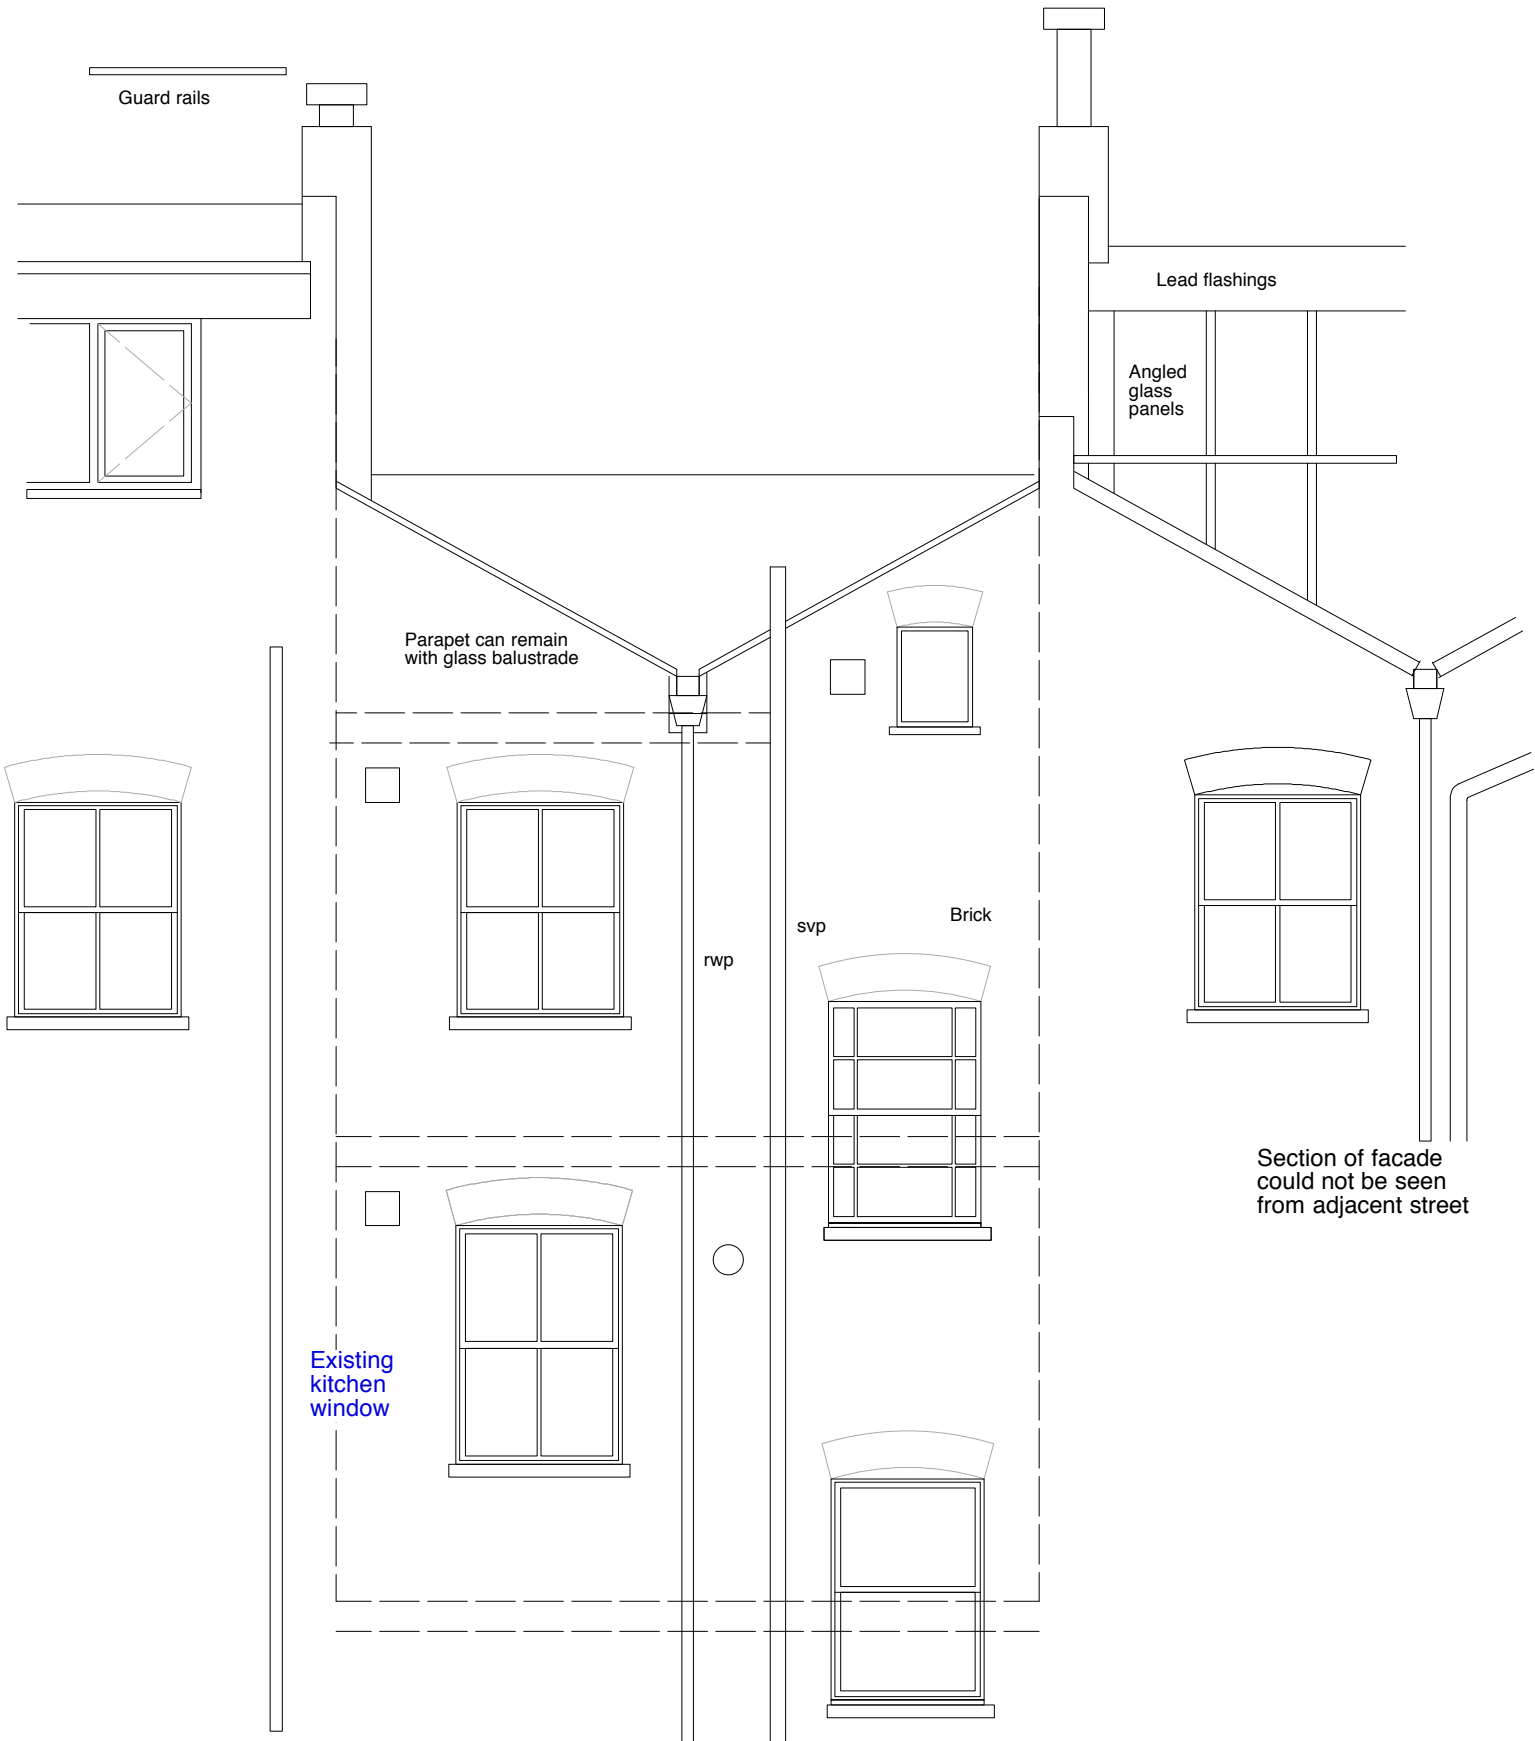 Guard rails
Lead flashings
Angled
glass
panels
Parapet can remain
with glass balustrade
svp
Brick
rwp
Section of facade
could not be seen
from adjacent street
Existing
kitchen
window